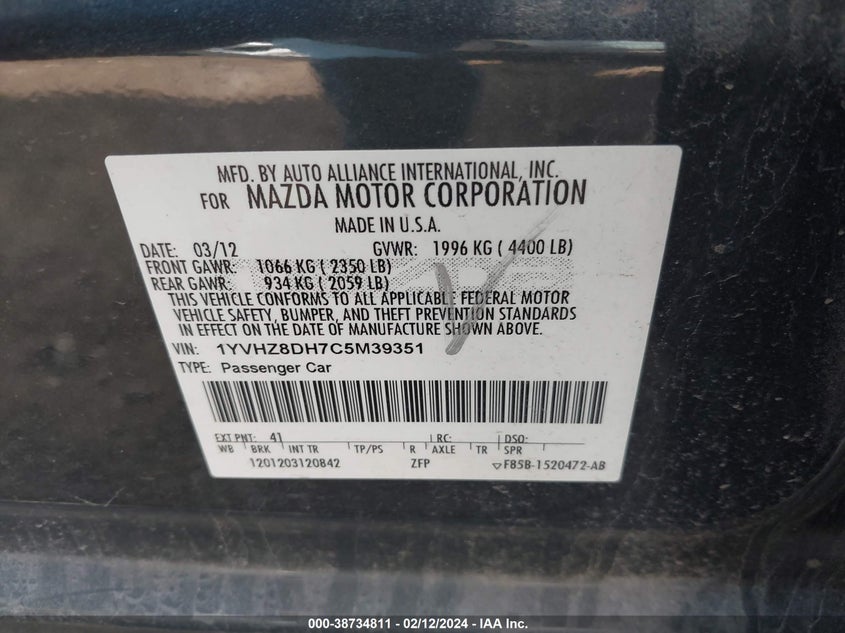 MFD. BY AUTO ALLIANCE INTERNATIONAL, INC.
FOR MAZDA MOTOR CORPORATION
MADE IN U.S.A.
DATE: 03/12 GVWR: 1996 KG ( 4400 LB)
FRONT GAWR: 1066 KG ( 2350 LB)
REAR GAWR: 934 KG ( 2059 LB)
THIS VEHICLE CONFORMS TO ALL APPLICABLE FEDERAL MOTOR
VEHICLE SAFETY, BUMPER, AND THEFT PREVENTION STANDARDS
IN EFFECT ON THE DATE OF MANUFACTURE SHOWN ABOVE.
VIN: 1YVHZ8DH7C5M39351
TYPE: Passenger Car
EXT PNT: 41 RC: DSO:
WB BRK INT TR TP/PS R AXLE TR SPR
1201203120842 ZFP ▽F85B-1520472-AB
000-38734811 - 02/12/2024 - IAA Inc.